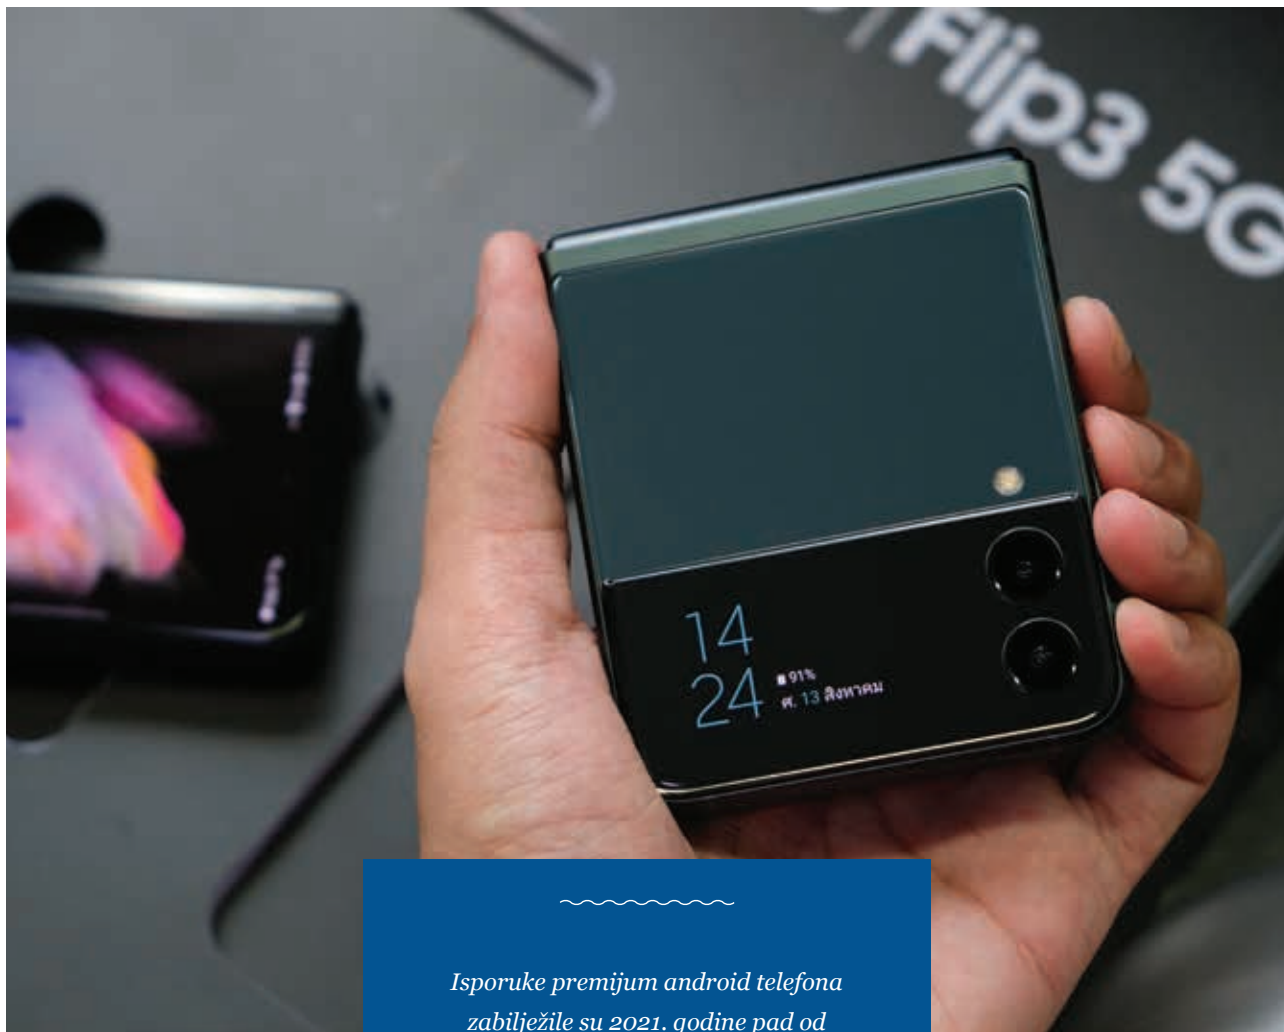 Flip3 5G
14
24
91%
ศ. 13 สิงหาคม
Isporuke premijum android telefona
zabilježile su 2021. godine pad od